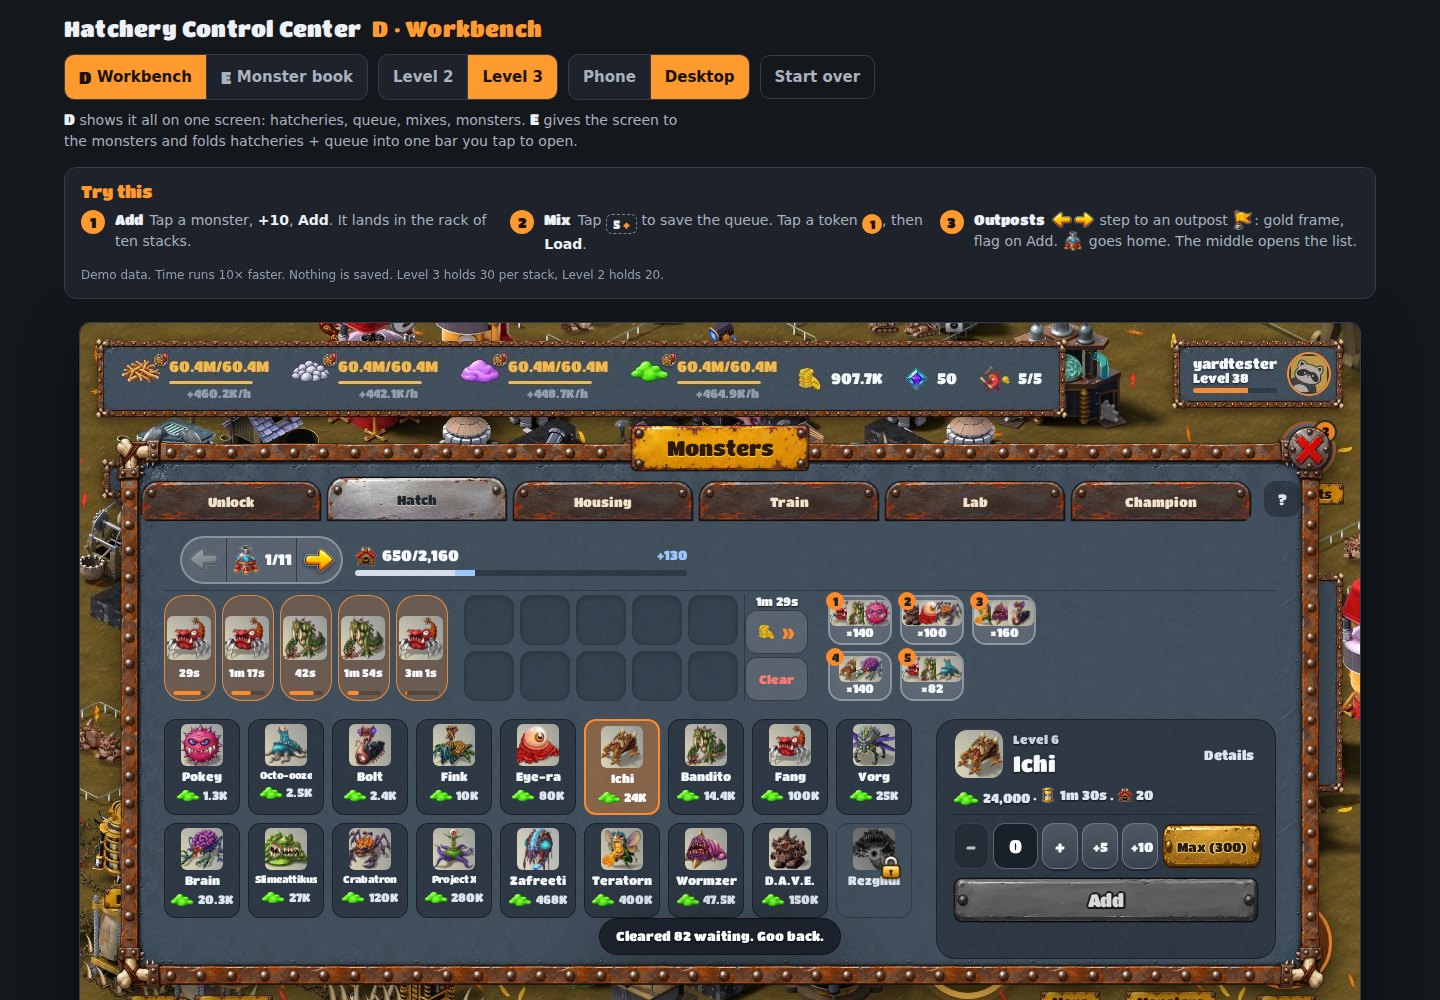 Hatchery Control Center D · Workbench
D Workbench E Monster book Level 2 Level 3 Phone Desktop Start over
D shows it all on one screen: hatcheries, queue, mixes, monsters. E gives the screen to
the monsters and folds hatcheries + queue into one bar you tap to open.
Try this
1 Add Tap a monster, +10, Add. It lands in the rack of
ten stacks.
2 Mix Tap 5+ to save the queue. Tap a token 1, then
Load.
3 Outposts step to an outpost : gold frame,
flag on Add. goes home. The middle opens the list.
Demo data. Time runs 10× faster. Nothing is saved. Level 3 holds 30 per stack, Level 2 holds 20.
60.4M/60.4M 60.4M/60.4M 60.4M/60.4M 60.4M/60.4M 907.7K 50 5/5
+460.2K/h +442.1K/h +448.7K/h +464.9K/h
yardtester
Level 38
Monsters
Unlock Hatch Housing Train Lab Champion ?
1/11 650/2,160 +130
29s 1m 17s 42s 1m 54s 3m 1s
1m 29s
»
Clear
1 ×140 2 ×100 3 ×160
4 ×140 5 ×82
Pokey Octo-ooze Bolt Fink Eye-ra Ichi Bandito Fang Vorg
1.3K 2.5K 2.4K 10K 80K 24K 14.4K 100K 25K
Brain Slimeattikus Crabatron Project X Zafreeti Teratorn Wormzer D.A.V.E. Rezghul
20.3K 27K 120K 280K 468K 400K 47.5K 150K
Level 6
Ichi
Details
24,000 · 1m 30s · 20
− 0 + +5 +10 Max (300)
Add
Cleared 82 waiting. Goo back.